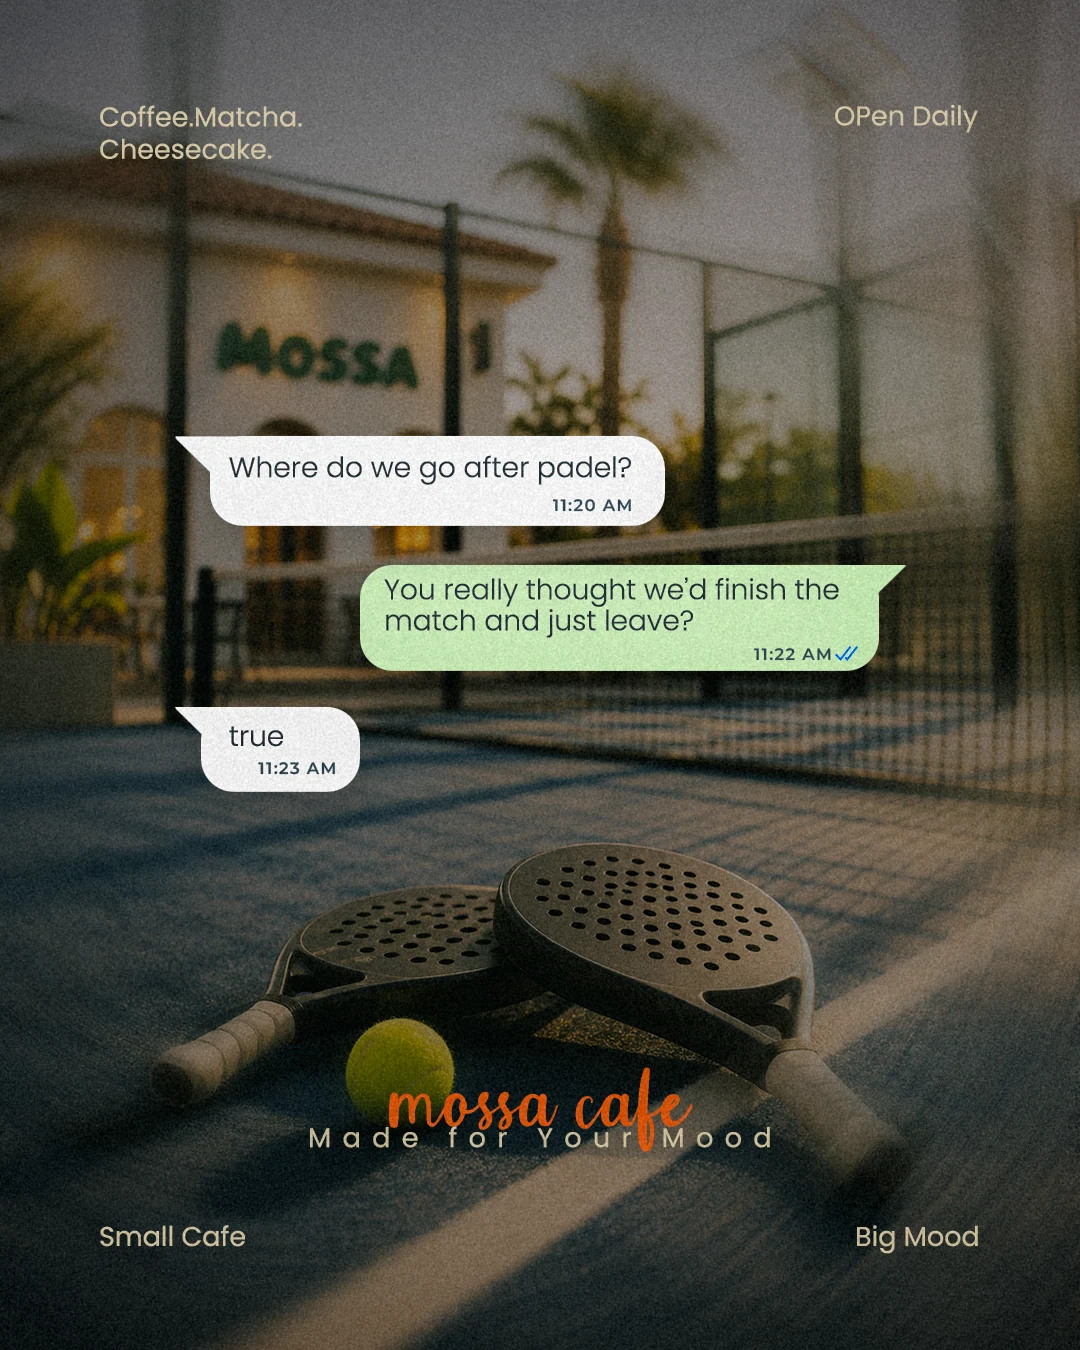 Coffee.Matcha.
Cheesecake.
OPen Daily
MOSSA
Where do we go after padel?
11:20 AM
You really thought we'd finish the
match and just leave?
11:22 AM
true
11:23 AM
mossa cafe
Made for Your Mood
Small Cafe
Big Mood